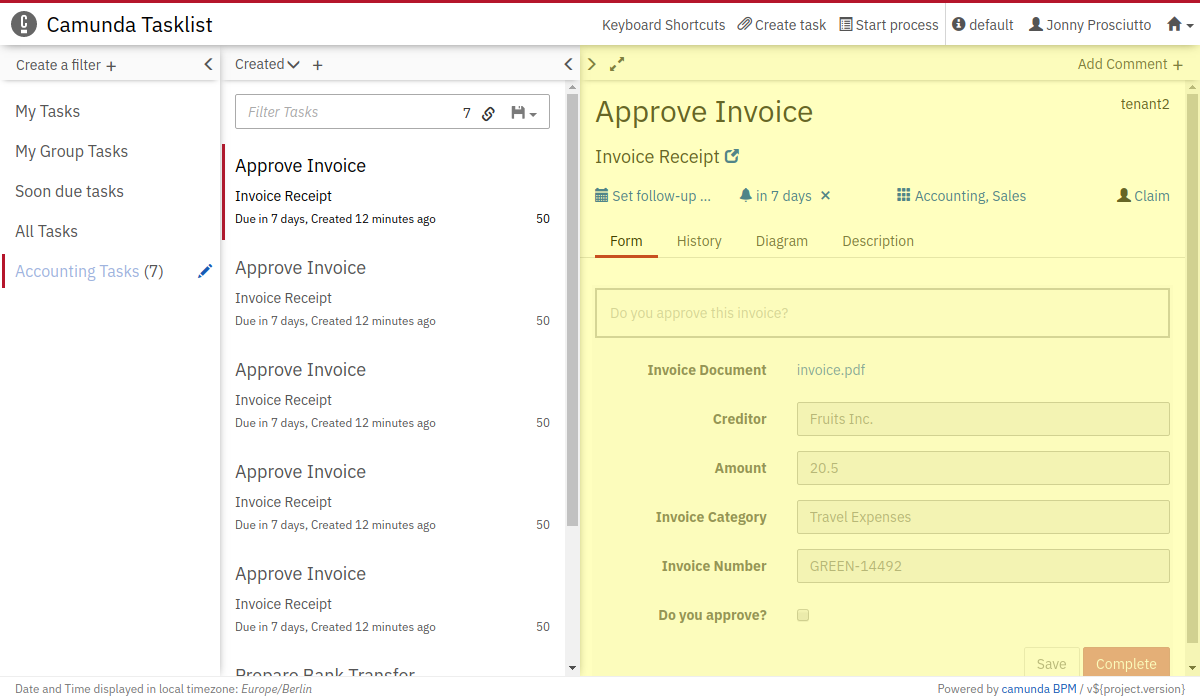 Camunda Tasklist
Keyboard Shortcuts Create task Start process default Jonny Prosciutto
Create a filter +
My Tasks
My Group Tasks
Soon due tasks
All Tasks
Accounting Tasks (7)
Created +
Filter Tasks 7
Approve Invoice
Invoice Receipt
Due in 7 days, Created 12 minutes ago 50
Approve Invoice
Invoice Receipt
Due in 7 days, Created 12 minutes ago 50
Approve Invoice
Invoice Receipt
Due in 7 days, Created 12 minutes ago 50
Approve Invoice
Invoice Receipt
Due in 7 days, Created 12 minutes ago 50
Approve Invoice
Invoice Receipt
Due in 7 days, Created 12 minutes ago 50
Prepare Bank Transfer
Add Comment +
Approve Invoice tenant2
Invoice Receipt
Set follow-up ... in 7 days × Accounting, Sales Claim
Form History Diagram Description
Do you approve this invoice?
Invoice Document invoice.pdf
Creditor Fruits Inc.
Amount 20.5
Invoice Category Travel Expenses
Invoice Number GREEN-14492
Do you approve?
Save Complete
Date and Time displayed in local timezone: Europe/Berlin
Powered by camunda BPM / v${project.version}